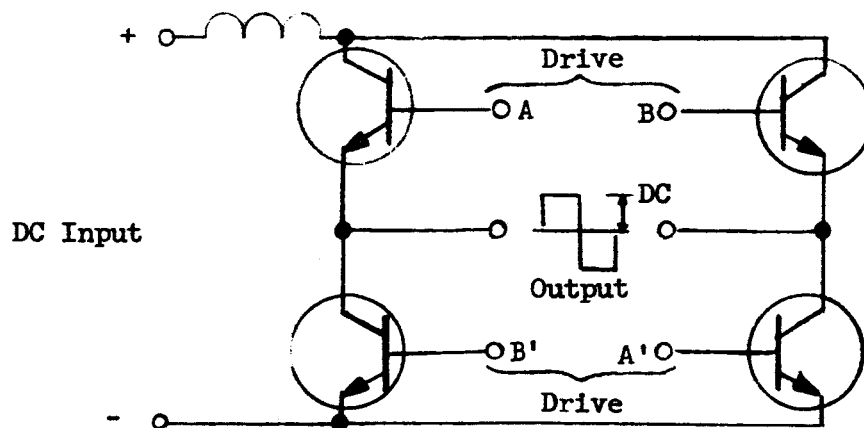 +
Drive
A B
DC
DC Input
Output
B' A'
-
Drive